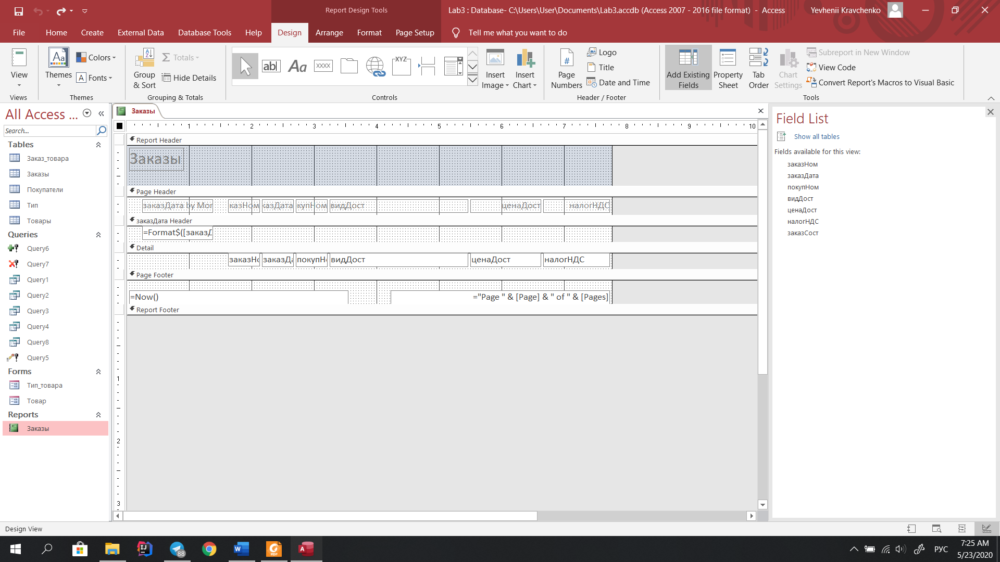 Report Design Tools
Lab3 : Database- C:\Users\User\Documents\Lab3.accdb (Access 2007 - 2016 file format) - Access
Yevhenii Kravchenko
File Home Create External Data Database Tools Help Design Arrange Format Page Setup Tell me what you want to do
View
Views
Themes
Colors
Fonts
Themes
Group & Sort
Totals
Hide Details
Grouping & Totals
ab
Aa
XXXX
XYZ
Controls
Insert Image
Insert Chart
Page Numbers
Logo
Title
Date and Time
Header / Footer
Add Existing Fields
Property Sheet
Tab Order
Chart Settings
Subreport in New Window
View Code
Convert Report's Macros to Visual Basic
Tools
All Access ...
Search...
Tables
Заказ_товара
Заказы
Покупатели
Тип
Товары
Queries
Query6
Query7
Query1
Query2
Query3
Query4
Query8
Query5
Forms
Тип_товара
Товар
Reports
Заказы
Заказы
1 2 3 4 5 6 7 8 9 10
Report Header
Заказы
Page Header
заказДата by Mon казНом казДата купНом видДост ценаДост налогНДС
заказДата Header
=Format$([заказД
Detail
заказНо заказДа покупНо видДост ценаДост налогНДС
Page Footer
=Now() ="Page " & [Page] & " of " & [Pages]
Report Footer
1
2
3
Field List
Show all tables
Fields available for this view:
заказНом
заказДата
покупНом
видДост
ценаДост
налогНДС
заказСост
Design View
88
PDF
РУС
7:25 AM
5/23/2020